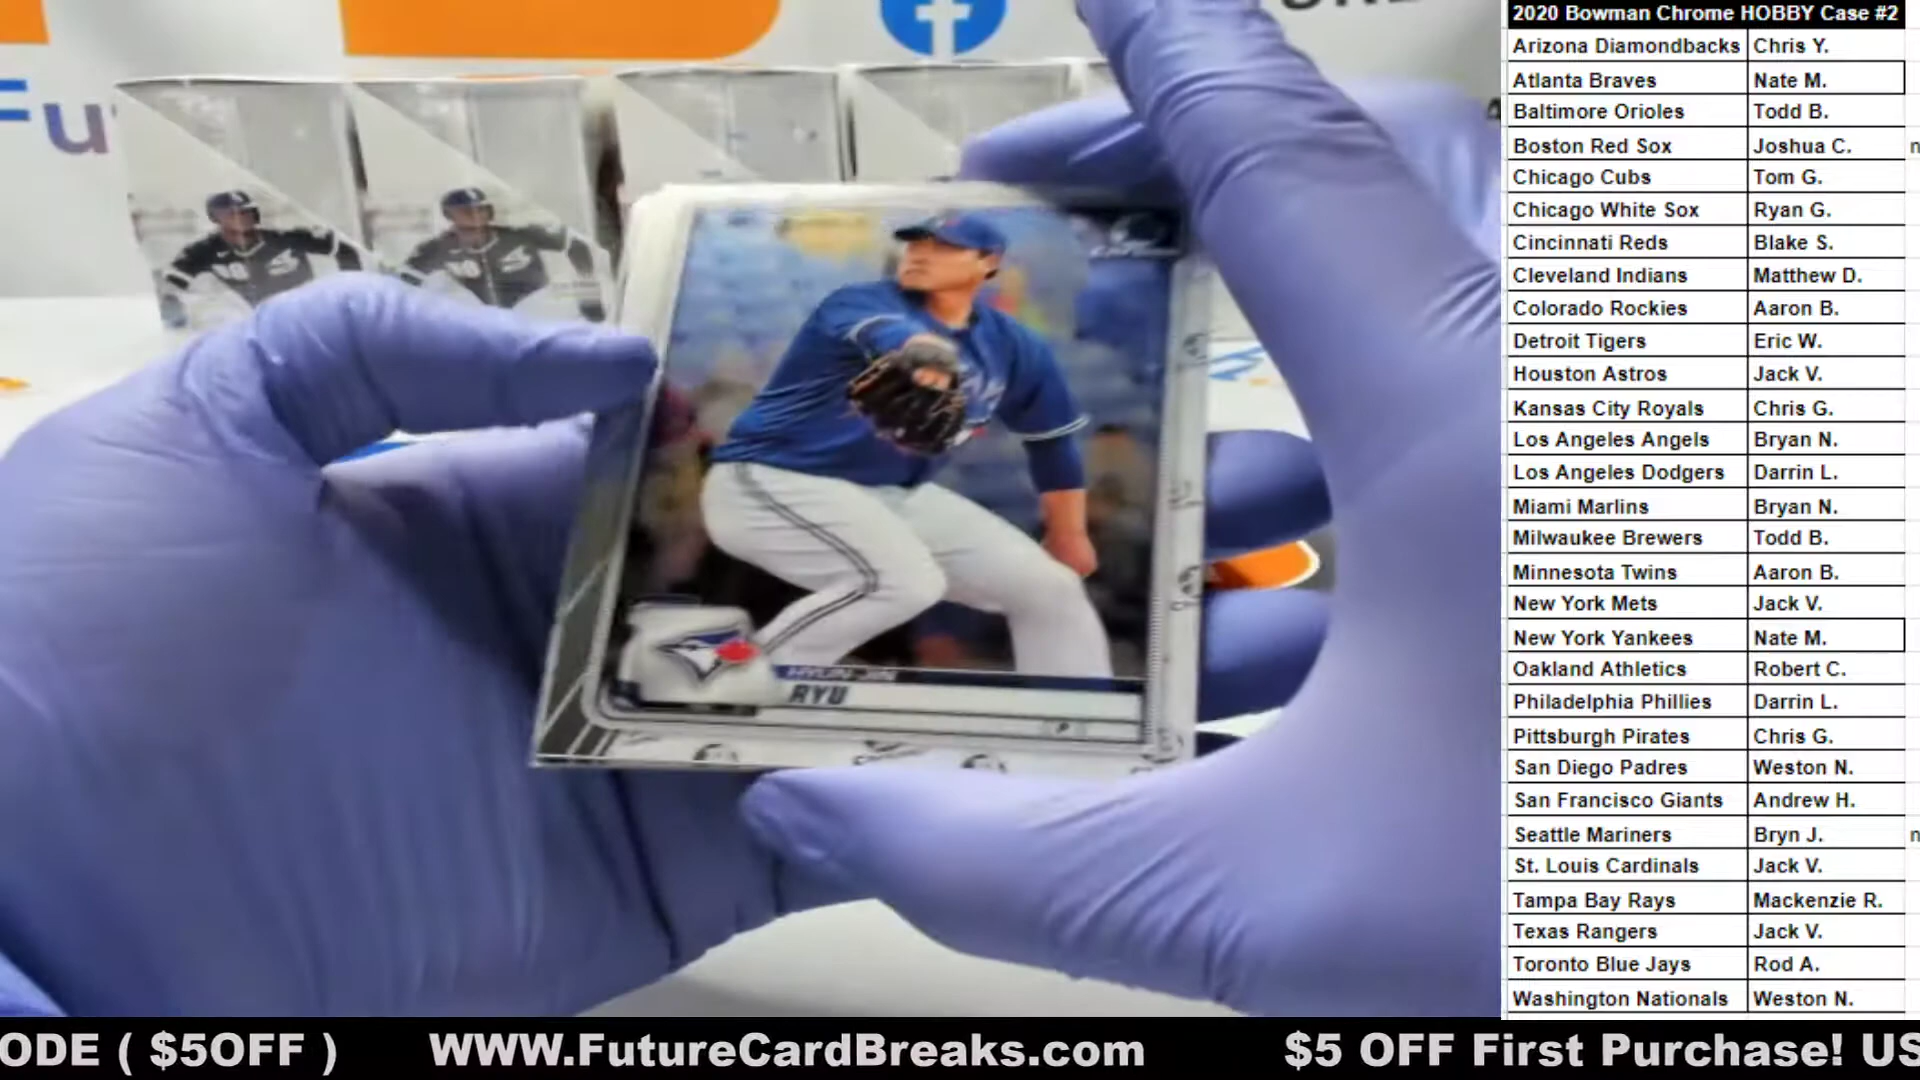 2020 Bowman Chrome HOBBY Case #2
Arizona Diamondbacks Chris Y.
Atlanta Braves Nate M.
Baltimore Orioles Todd B.
Boston Red Sox Joshua C. n
Chicago Cubs Tom G.
Chicago White Sox Ryan G.
Cincinnati Reds Blake S.
Cleveland Indians Matthew D.
Colorado Rockies Aaron B.
Detroit Tigers Eric W.
Houston Astros Jack V.
Kansas City Royals Chris G.
Los Angeles Angels Bryan N.
Los Angeles Dodgers Darrin L.
Miami Marlins Bryan N.
Milwaukee Brewers Todd B.
Minnesota Twins Aaron B.
New York Mets Jack V.
New York Yankees Nate M.
Oakland Athletics Robert C.
Philadelphia Phillies Darrin L.
Pittsburgh Pirates Chris G.
San Diego Padres Weston N.
San Francisco Giants Andrew H.
Seattle Mariners Bryn J. n
St. Louis Cardinals Jack V.
Tampa Bay Rays Mackenzie R.
Texas Rangers Jack V.
Toronto Blue Jays Rod A.
Washington Nationals Weston N.
Fu
HYUN-JIN
RYU
P
ODE ( $5OFF ) WWW.FutureCardBreaks.com $5 OFF First Purchase! US